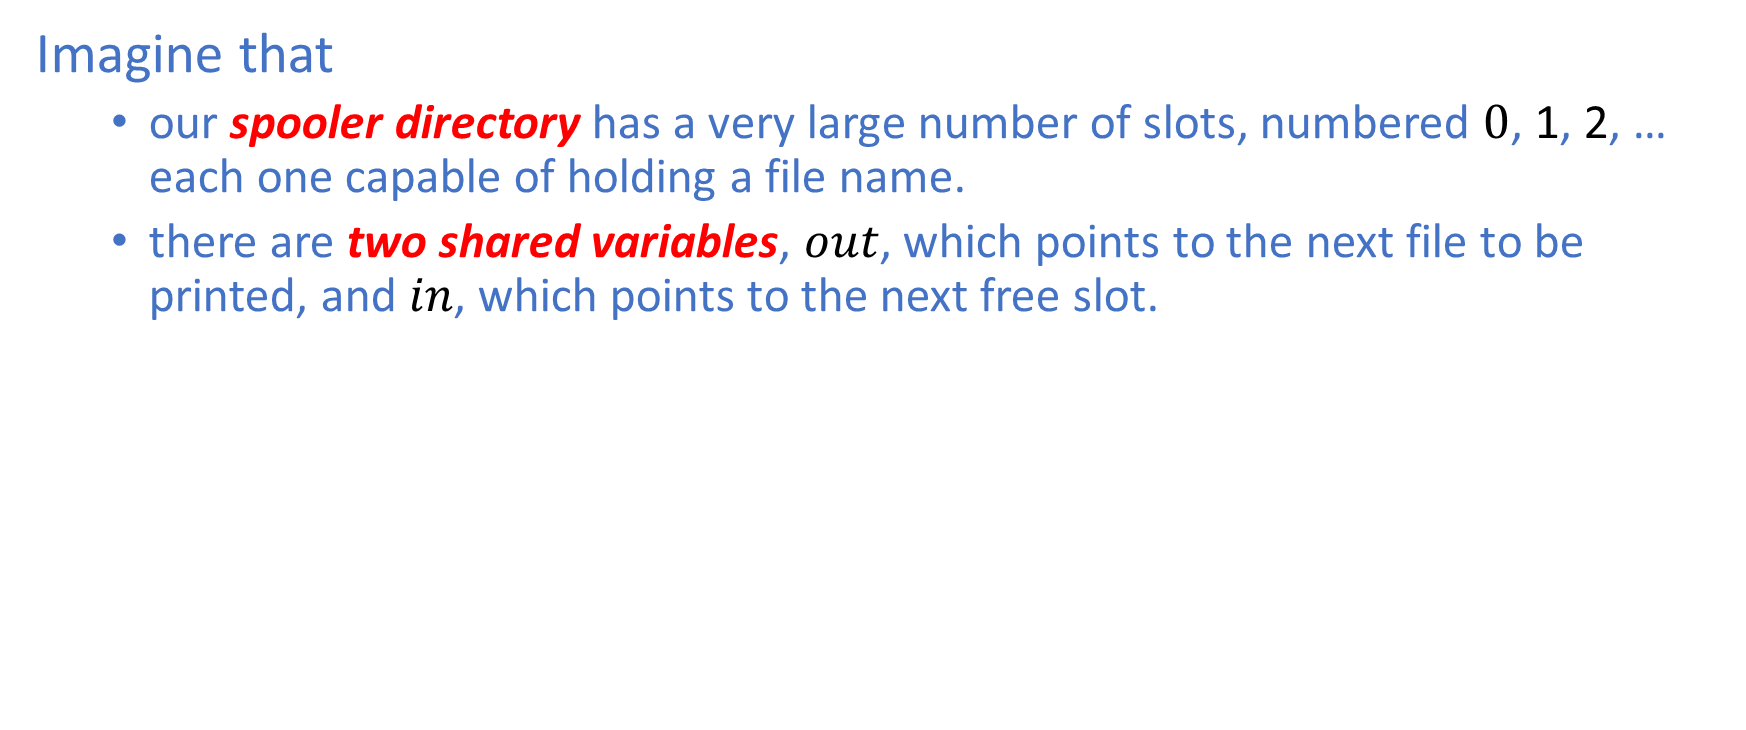 Imagine that
• our spooler directory has a very large number of slots, numbered 0, 1, 2, ...
each one capable of holding a file name.
• there are two shared variables, out, which points to the next file to be
printed, and in, which points to the next free slot.